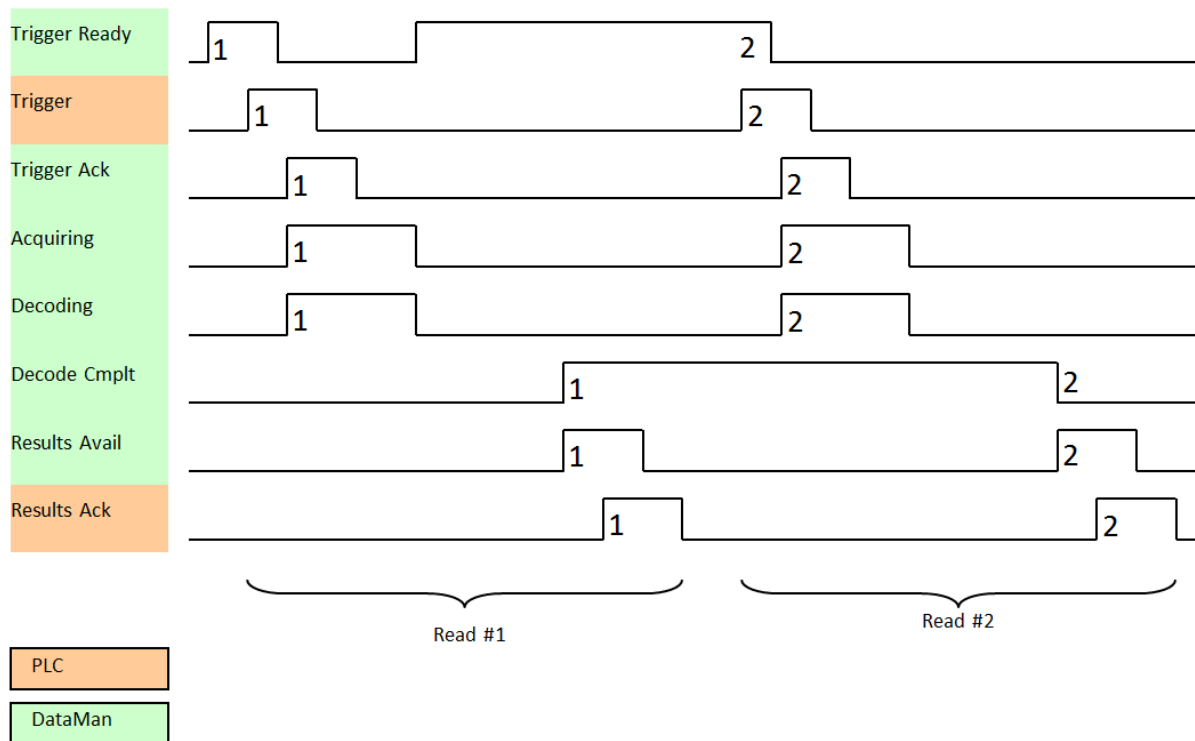 Trigger Ready
1
2
Trigger
1
2
Trigger Ack
1
2
Acquiring
1
2
Decoding
1
2
Decode Cmplt
1
2
Results Avail
1
2
Results Ack
1
2
Read #1
Read #2
PLC
DataMan